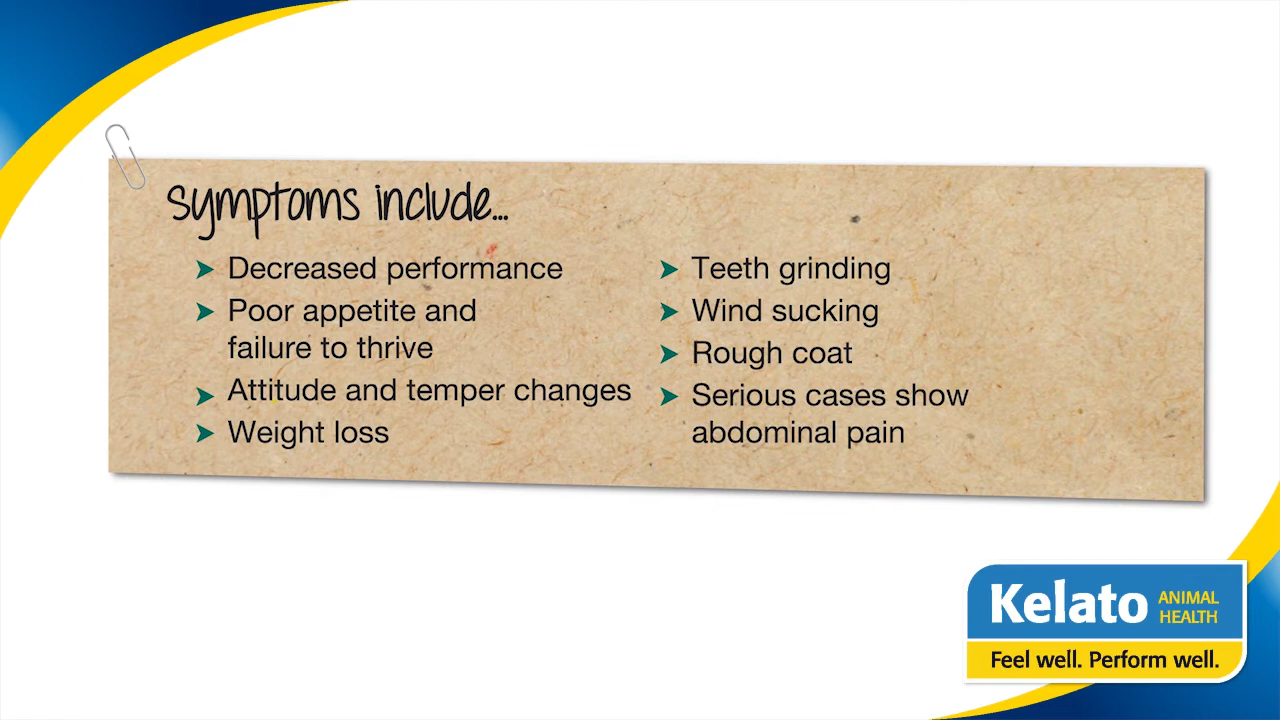 symptoms include...
Decreased performance
Poor appetite and
failure to thrive
Attitude and temper changes
Weight loss
Teeth grinding
Wind sucking
Rough coat
Serious cases show
abdominal pain
Kelato ANIMAL HEALTH
Feel well. Perform well.